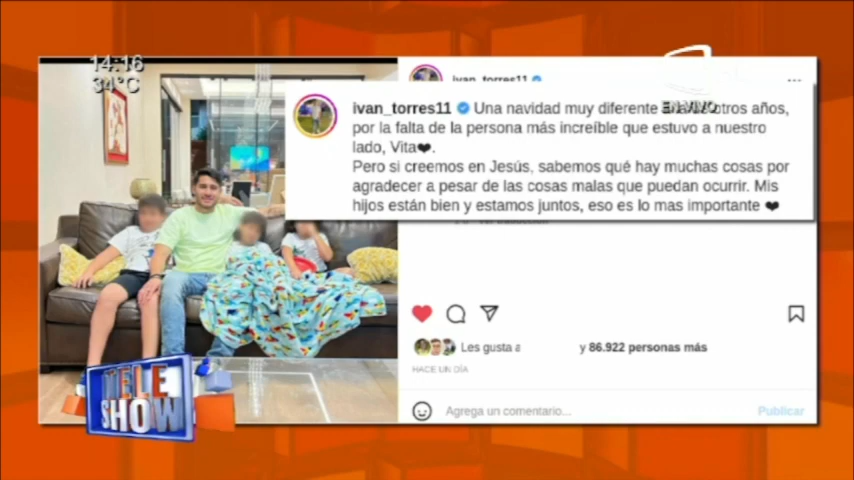 14:16
34°C
EN VIVO
ivan_torres11
...
ivan_torres11 Una navidad muy diferente otros años,
por la falta de la persona más increíble que estuvo a nuestro
lado, Vita❤.
Pero si creemos en Jesús, sabemos qué hay muchas cosas por
agradecer a pesar de las cosas malas que puedan ocurrir. Mis
hijos están bien y estamos juntos, eso es lo mas importante ❤
Les gusta a y 86.922 personas más
HACE UN DÍA
Agrega un comentario... Publicar
TELE
SHOW